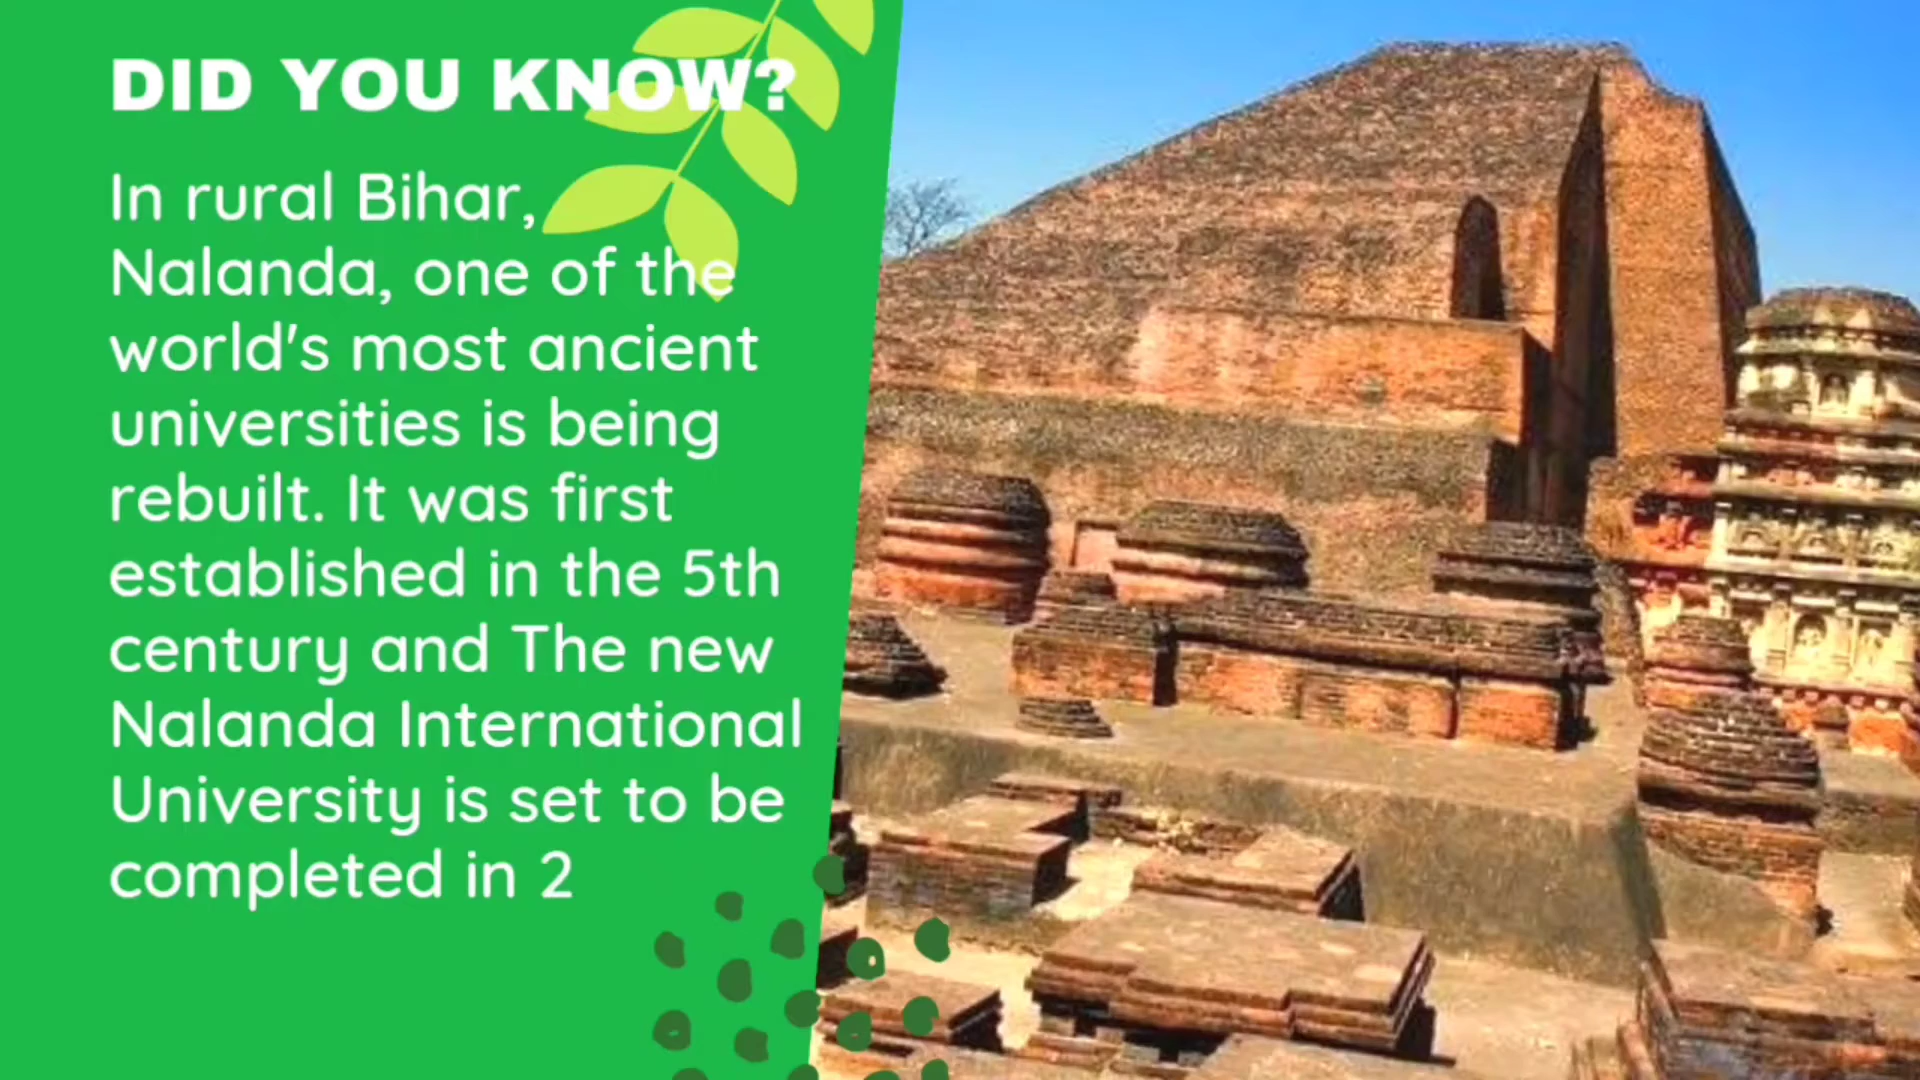 DID YOU KNOW?
In rural Bihar,
Nalanda, one of the
world's most ancient
universities is being
rebuilt. It was first
established in the 5th
century and The new
Nalanda International
University is set to be
completed in 2